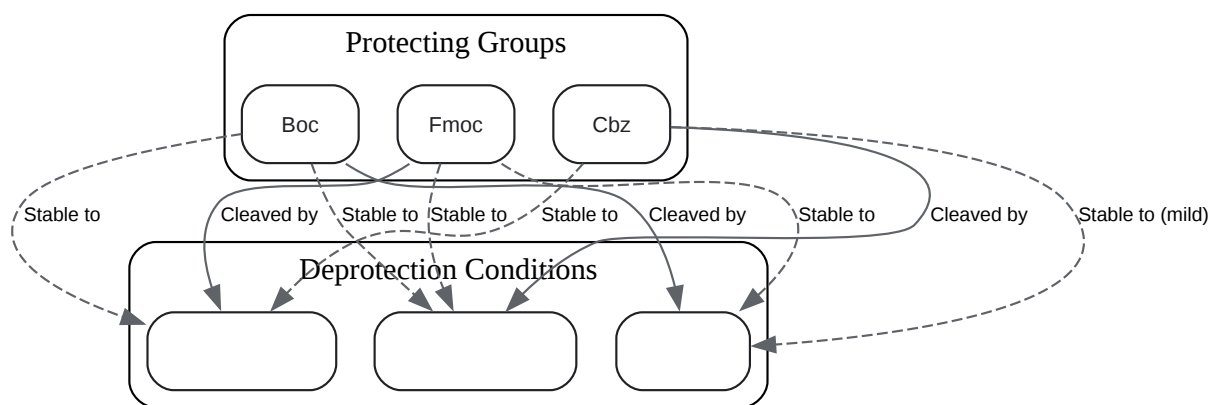 Protecting Groups
Boc
Fmoc
Cbz
Stable to
Cleaved by
Stable to
Stable to
Stable to
Cleaved by
Stable to
Cleaved by
Stable to (mild)
Deprotection Conditions